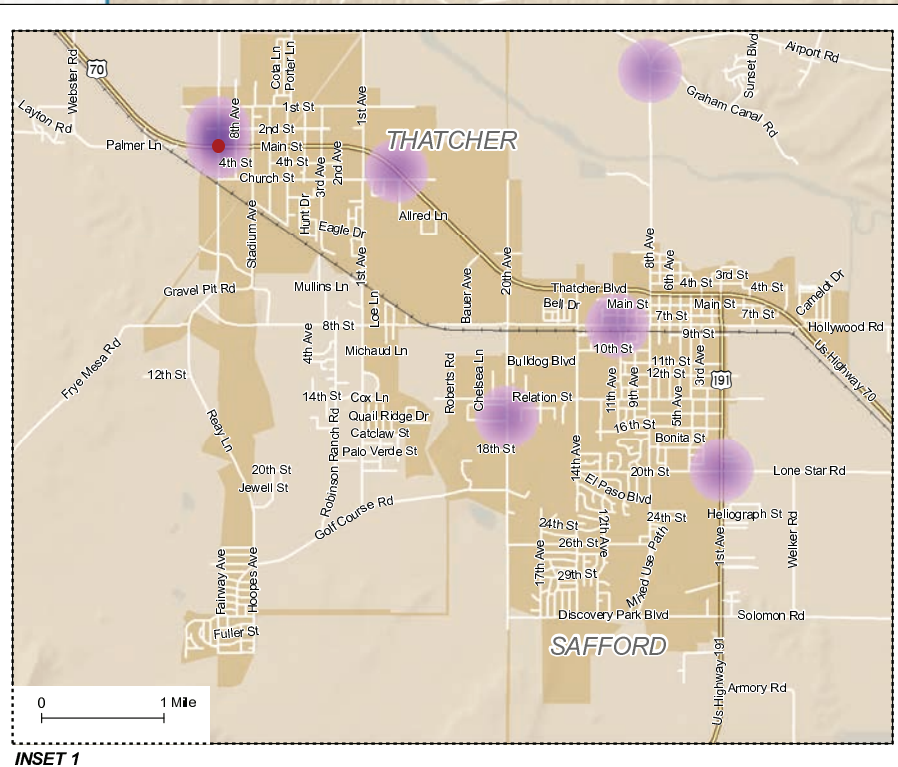 Webster Rd
70
Layton Rd
Palmer Ln
8th Ave
Cota Ln
Porter Ln
1st St
1st Ave
2nd St
Main St
4th St
4th St
Church St
3rd Ave
2nd Ave
THATCHER
Sunset Blvd
Airport Rd
Graham Canal Rd
Stadium Ave
Hunt Dr
Eagle Dr
Allred Ln
1st Ave
Gravel Pit Rd
Mullins Ln
Loe Ln
Bauer Ave
20th Ave
8th Ave
6th Ave
3rd St
4th St
4th St
Camelot Dr
Thatcher Blvd
Bell Dr
Main St
Main St
7th St
7th St
Hollywood Rd
8th St
9th St
4th Ave
Michaud Ln
10th St
Us Highway 70
Frye Mesa Rd
12th St
Roberts Rd
Chelsea Ln
Bulldog Blvd
11th St
12th St
3rd Ave
191
14th St
Cox Ln
Relation St
11th Ave
9th Ave
5th Ave
Quail Ridge Dr
Catclaw St
Palo Verde St
Reay Ln
Robinson Ranch Rd
18th St
16th St
Bonita St
14th Ave
20th St
Jewell St
20th St
Lone Star Rd
El Paso Blvd
Golf Course Rd
24th St
12th Ave
24th St
Heliograph St
26th St
Mixed Use Path
1st Ave
Welker Rd
17th Ave
29th St
Fairway Ave
Hoopes Ave
Discovery Park Blvd
Solomon Rd
Fuller St
SAFFORD
Us Highway 191
Armory Rd
0 1 Mile
INSET 1